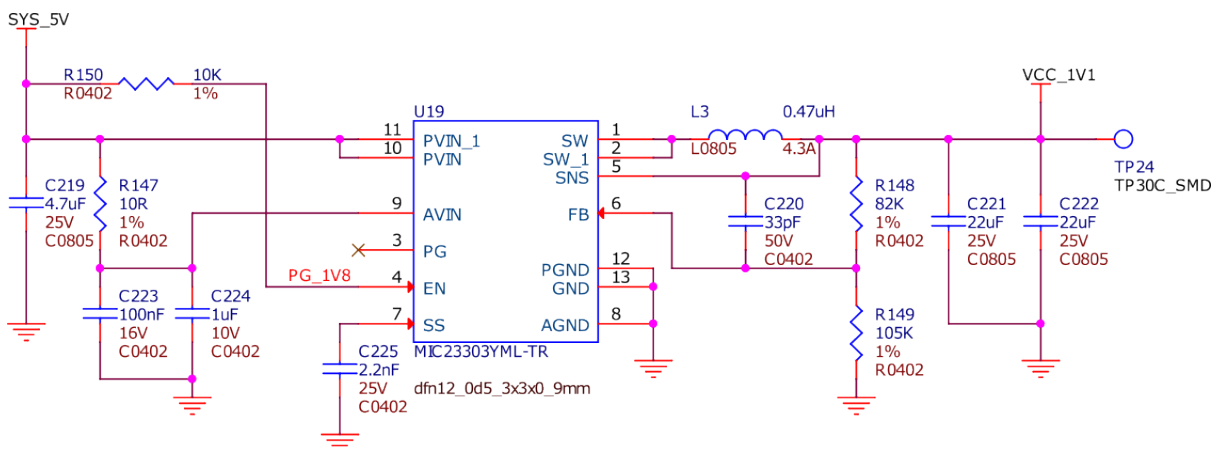 SYS_5V
R150
10K
R0402
1%
VCC_1V1
U19
L3
0.47uH
11
PVIN_1
SW
1
10
PVIN
SW_1
2
L0805
4.3A
SNS
5
TP24
TP30C_SMD
C219
4.7uF
25V
C0805
R147
10R
1%
R0402
9
AVIN
FB
6
C220
33pF
50V
C0402
R148
82K
1%
R0402
C221
22uF
25V
C0805
C222
22uF
25V
C0805
3
PG
PG_1V8
4
EN
PGND
12
GND
13
7
SS
AGND
8
C223
100nF
16V
C0402
C224
1uF
10V
C0402
R149
105K
1%
R0402
MIC23303YML-TR
C225
2.2nF
25V
C0402
dfn12_0d5_3x3x0_9mm